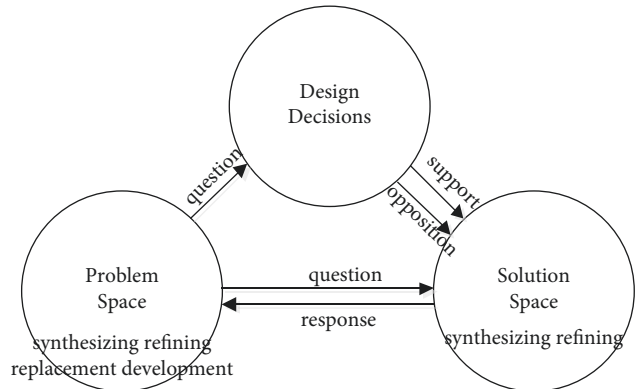 Design
Decisions
question
support
opposition
Problem
Space
synthesizing refining
replacement development
question
response
Solution
Space
synthesizing refining